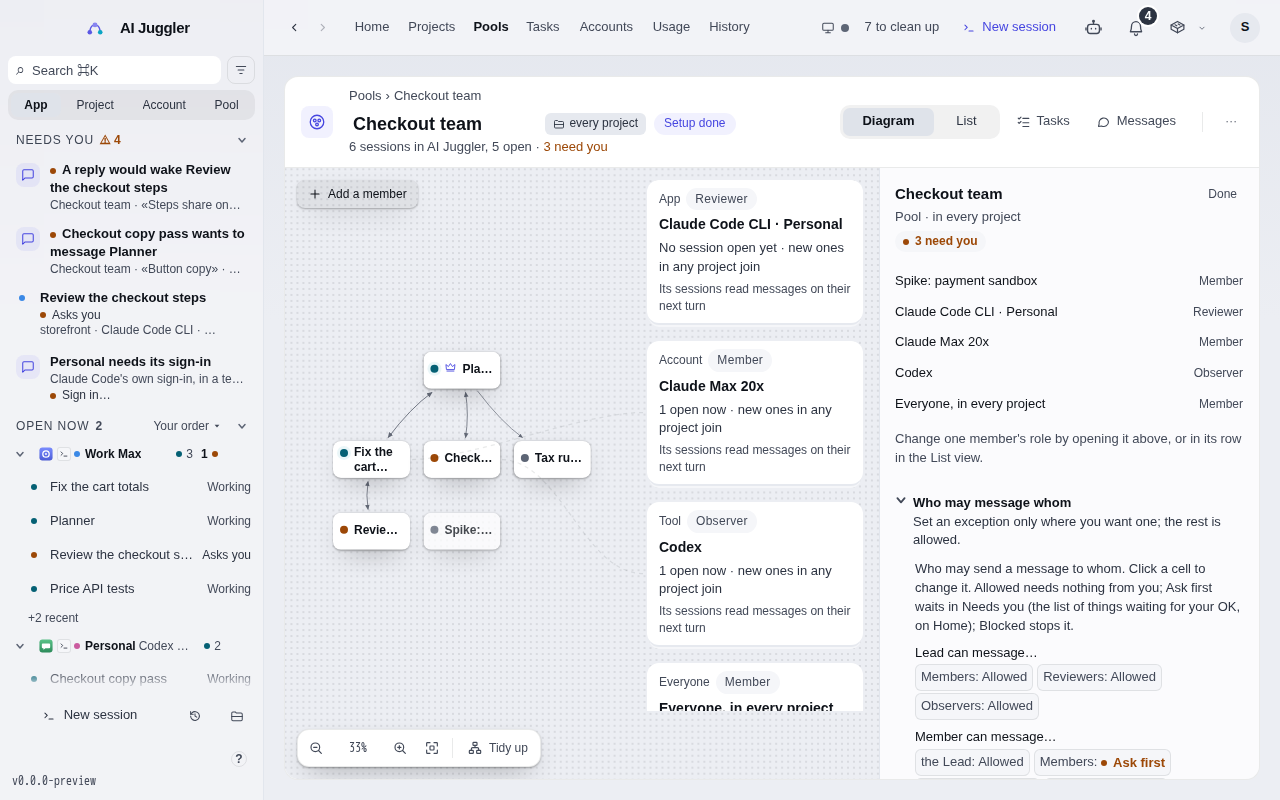 AI Juggler
Search ⌘K
App Project Account Pool
NEEDS YOU 4
A reply would wake Review the checkout steps
Checkout team · «Steps share on…
Checkout copy pass wants to message Planner
Checkout team · «Button copy» · …
Review the checkout steps
Asks you
storefront · Claude Code CLI · …
Personal needs its sign-in
Claude Code's own sign-in, in a te…
Sign in…
OPEN NOW 2 Your order
Work Max 3 1
Fix the cart totals Working
Planner Working
Review the checkout s… Asks you
Price API tests Working
+2 recent
Personal Codex … 2
Checkout copy pass Working
New session
?
v0.0.0-preview
Home Projects Pools Tasks Accounts Usage History
7 to clean up
New session
4
S
Pools › Checkout team
Checkout team
every project
Setup done
6 sessions in AI Juggler, 5 open · 3 need you
Diagram List
Tasks
Messages
Add a member
Pla…
Fix the cart…
Check…
Tax ru…
Revie…
Spike:…
App Reviewer
Claude Code CLI · Personal
No session open yet · new ones
in any project join
Its sessions read messages on their
next turn
Account Member
Claude Max 20x
1 open now · new ones in any
project join
Its sessions read messages on their
next turn
Tool Observer
Codex
1 open now · new ones in any
project join
Its sessions read messages on their
next turn
Everyone Member
Everyone, in every project
33%
Tidy up
Checkout team Done
Pool · in every project
3 need you
Spike: payment sandbox Member
Claude Code CLI · Personal Reviewer
Claude Max 20x Member
Codex Observer
Everyone, in every project Member
Change one member's role by opening it above, or in its row
in the List view.
Who may message whom
Set an exception only where you want one; the rest is
allowed.
Who may send a message to whom. Click a cell to
change it. Allowed needs nothing from you; Ask first
waits in Needs you (the list of things waiting for your OK,
on Home); Blocked stops it.
Lead can message…
Members: Allowed Reviewers: Allowed
Observers: Allowed
Member can message…
the Lead: Allowed Members: Ask first